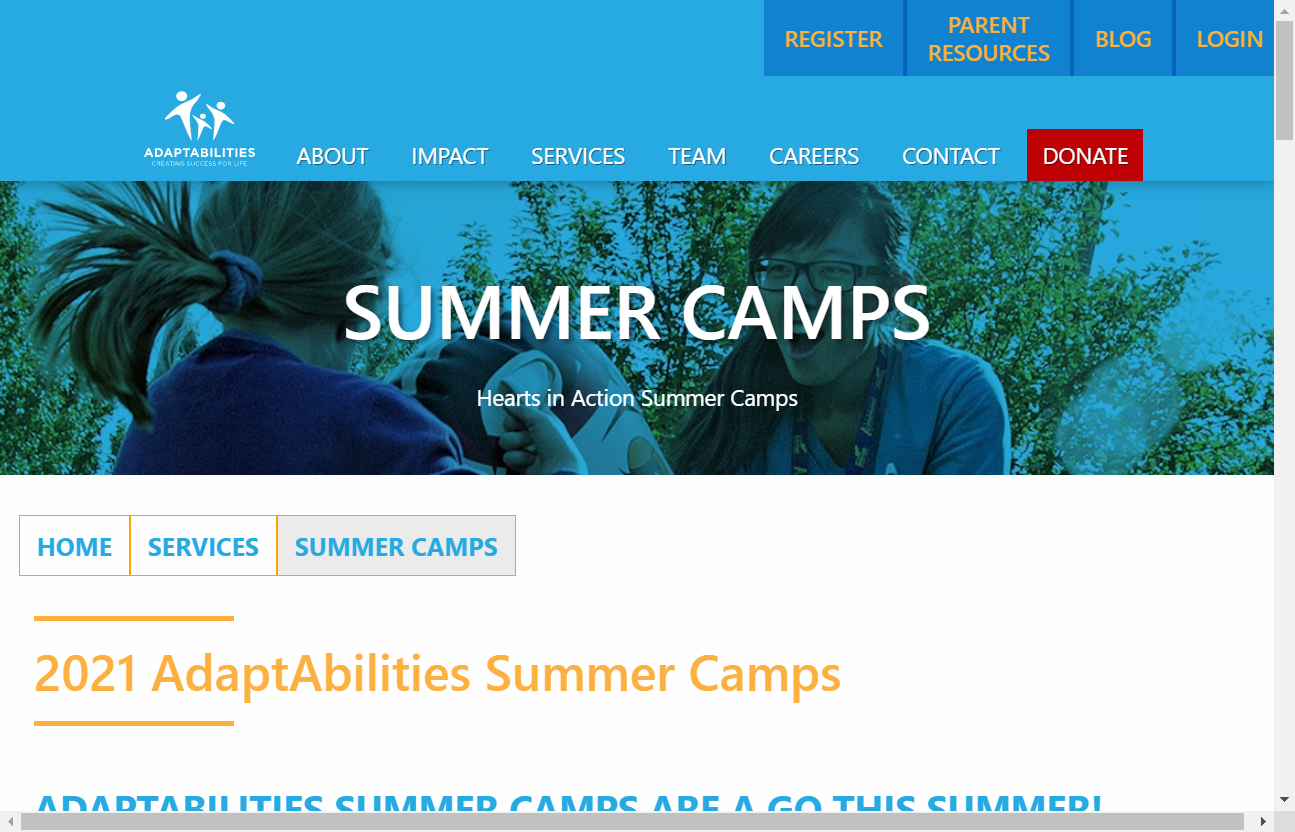 REGISTER
PARENT
RESOURCES
BLOG
LOGIN
ADAPTABILITIES
CREATING SUCCESS FOR LIFE
ABOUT
IMPACT
SERVICES
TEAM
CAREERS
CONTACT
DONATE
SUMMER CAMPS
Hearts in Action Summer Camps
HOME
SERVICES
SUMMER CAMPS
2021 AdaptAbilities Summer Camps
ADAPTABILITIES SUMMER CAMPS ARE A GO THIS SUMMER!